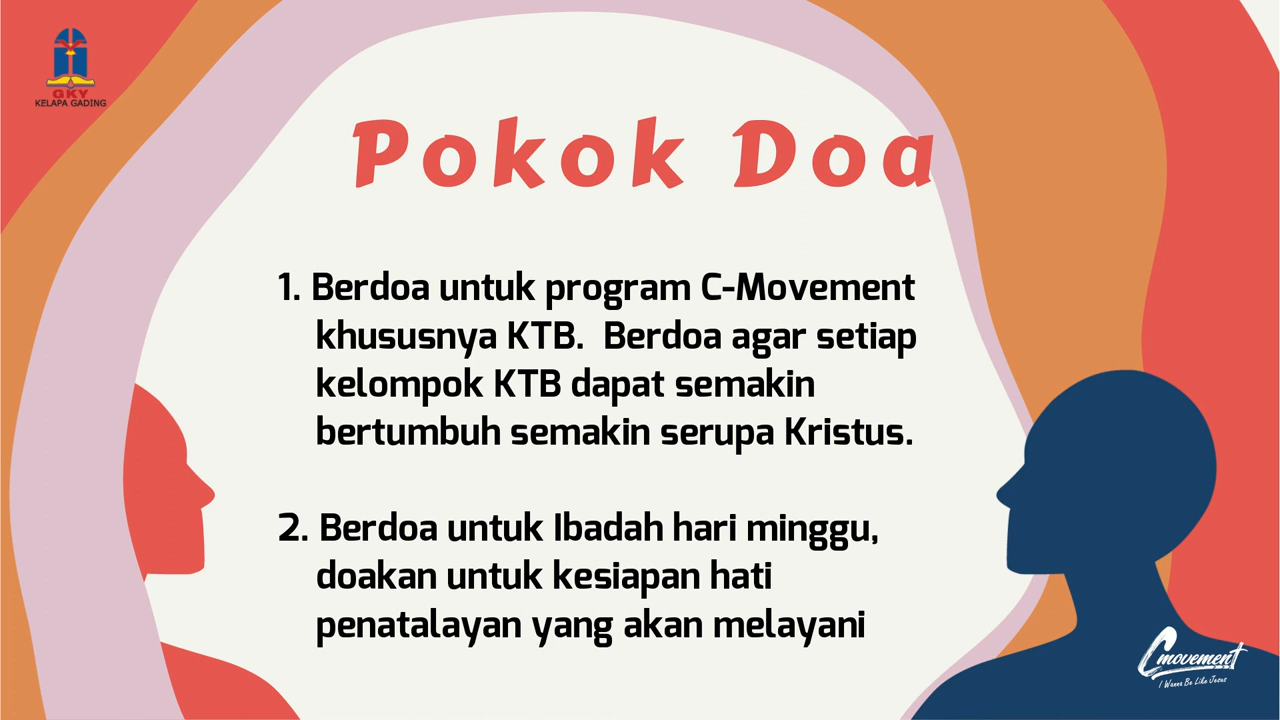 GKY
KELAPA GADING
Pokok Doa
1. Berdoa untuk program C-Movement
khususnya KTB.  Berdoa agar setiap
kelompok KTB dapat semakin
bertumbuh semakin serupa Kristus.
2. Berdoa untuk Ibadah hari minggu,
doakan untuk kesiapan hati
penatalayan yang akan melayani
Cmovement
I Wanna Be Like Jesus